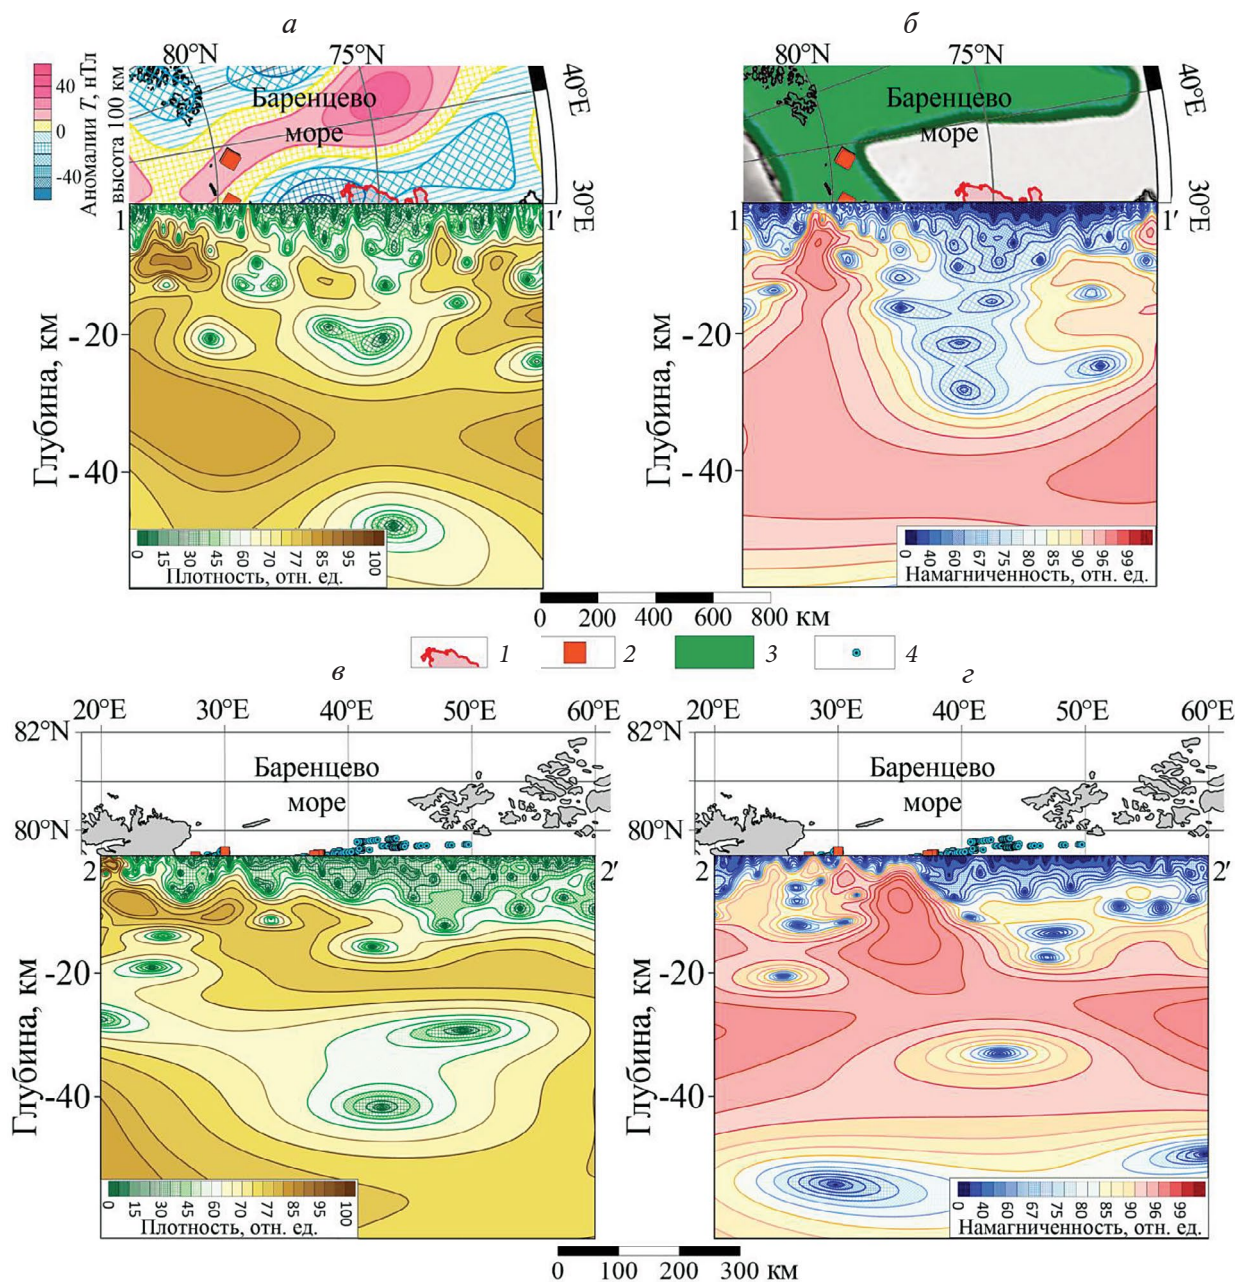 а
б
80°N
75°N
80°N
75°N
40
0
-40
Аномалии T, нТл
высота 100 км
Баренцево
море
40°E
30°E
Баренцево
море
40°E
30°E
1
1′
1
1′
Глубина, км
-20
-40
Глубина, км
-20
-40
0 15 30 45 60 70 77 85 95 100
Плотность, отн. ед.
0 40 60 67 75 80 85 90 96 99
Намагниченность, отн. ед.
0 200 400 600 800 км
1
2
3
4
в
г
20°E 30°E 40°E 50°E 60°E
20°E 30°E 40°E 50°E 60°E
82°N
80°N
Баренцево
море
82°N
80°N
Баренцево
море
2
2′
2
2′
Глубина, км
-20
-40
Глубина, км
-20
-40
0 15 30 45 60 70 77 85 95 100
Плотность, отн. ед.
0 40 60 67 75 80 85 90 96 99
Намагниченность, отн. ед.
0 100 200 300
км